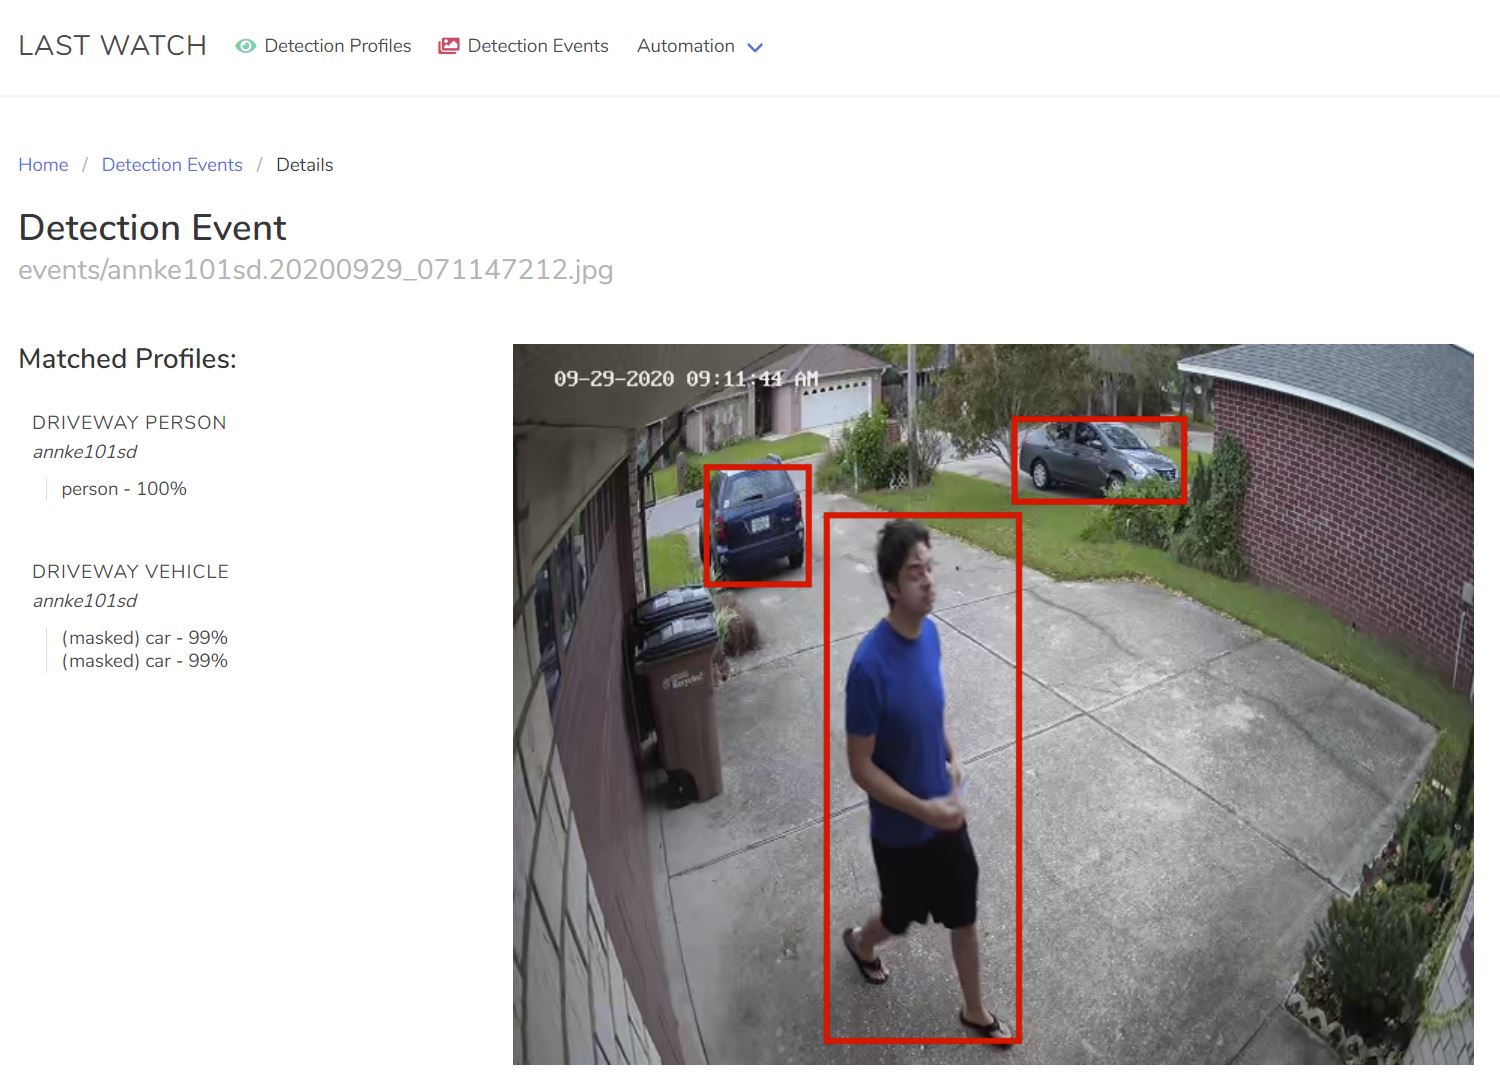 LAST WATCH Detection Profiles Detection Events Automation
Home / Detection Events / Details
Detection Event
events/annke101sd.20200929_071147212.jpg
Matched Profiles:
DRIVEWAY PERSON
annke101sd
person - 100%
DRIVEWAY VEHICLE
annke101sd
(masked) car - 99%
(masked) car - 99%
09-29-2020 09:11:44 AM
Recycles!